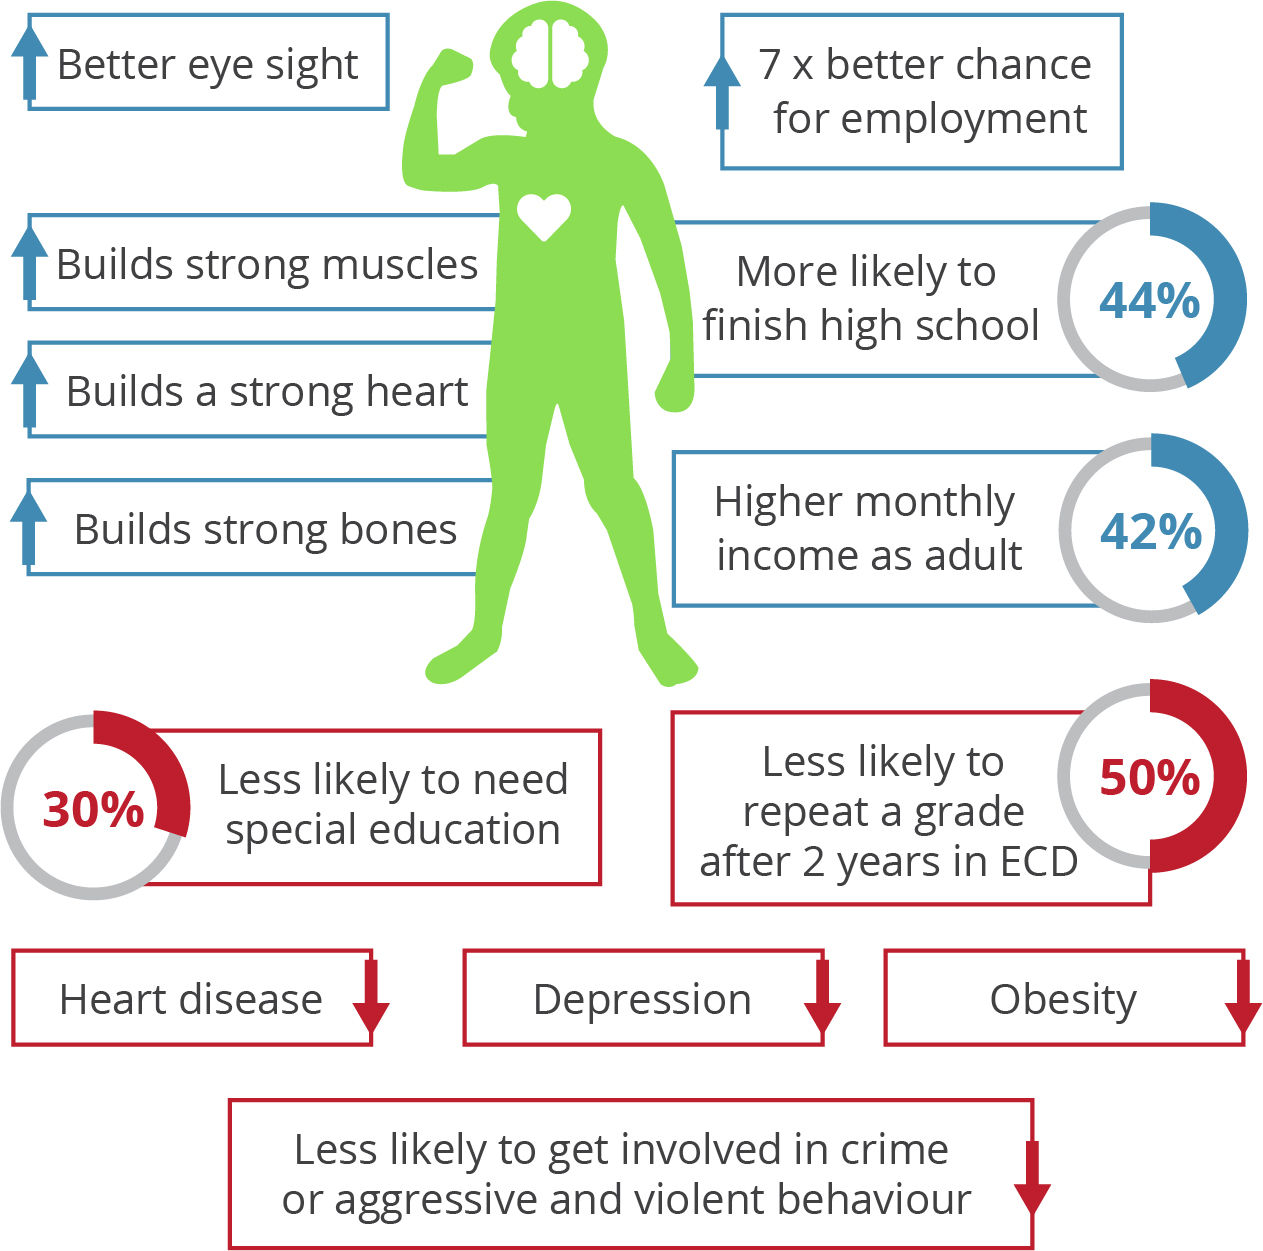 Better eye sight
7 x better chance
for employment
Builds strong muscles
More likely to
finish high school
44%
Builds a strong heart
Builds strong bones
Higher monthly
income as adult
42%
30%
Less likely to need
special education
Less likely to
repeat a grade
after 2 years in ECD
50%
Heart disease
Depression
Obesity
Less likely to get involved in crime
or aggressive and violent behaviour